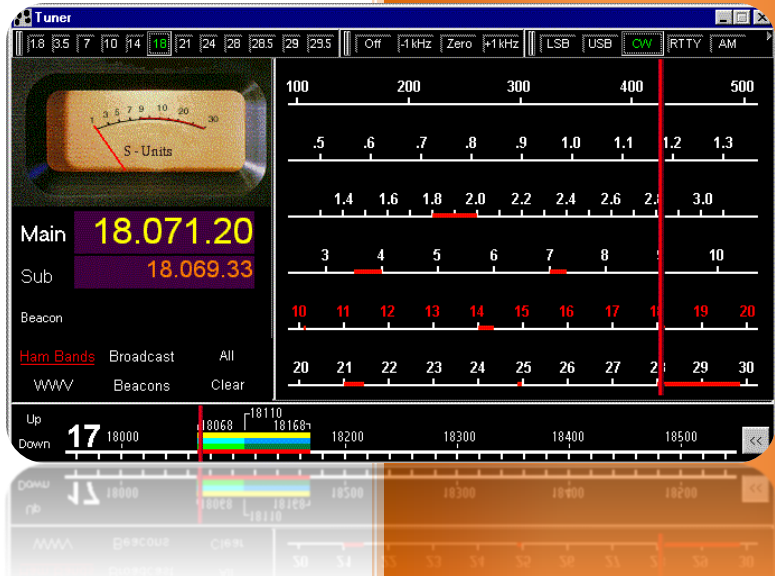 Tuner
1.8 3.5 7 10 14 18 21 24 28 28.5 29 29.5 Off -1kHz Zero +1kHz LSB USB CW RTTY AM
1 3 5 7 9 10 20 30
S - Units
Main 18.071.20
Sub 18.069.33
Beacon
Ham Bands Broadcast All
WWV Beacons Clear
100 200 300 400 500
.5 .6 .7 .8 .9 1.0 1.1 1.2 1.3
1.4 1.6 1.8 2.0 2.2 2.4 2.6 3.0
3 4 5 6 7 8 10
10 11 12 13 14 15 16 17 18 19 20
20 21 22 23 24 25 26 27 28 29 30
Up
Down
17
18110
18068 18168
18000 18200 18300 18400 18500
<<